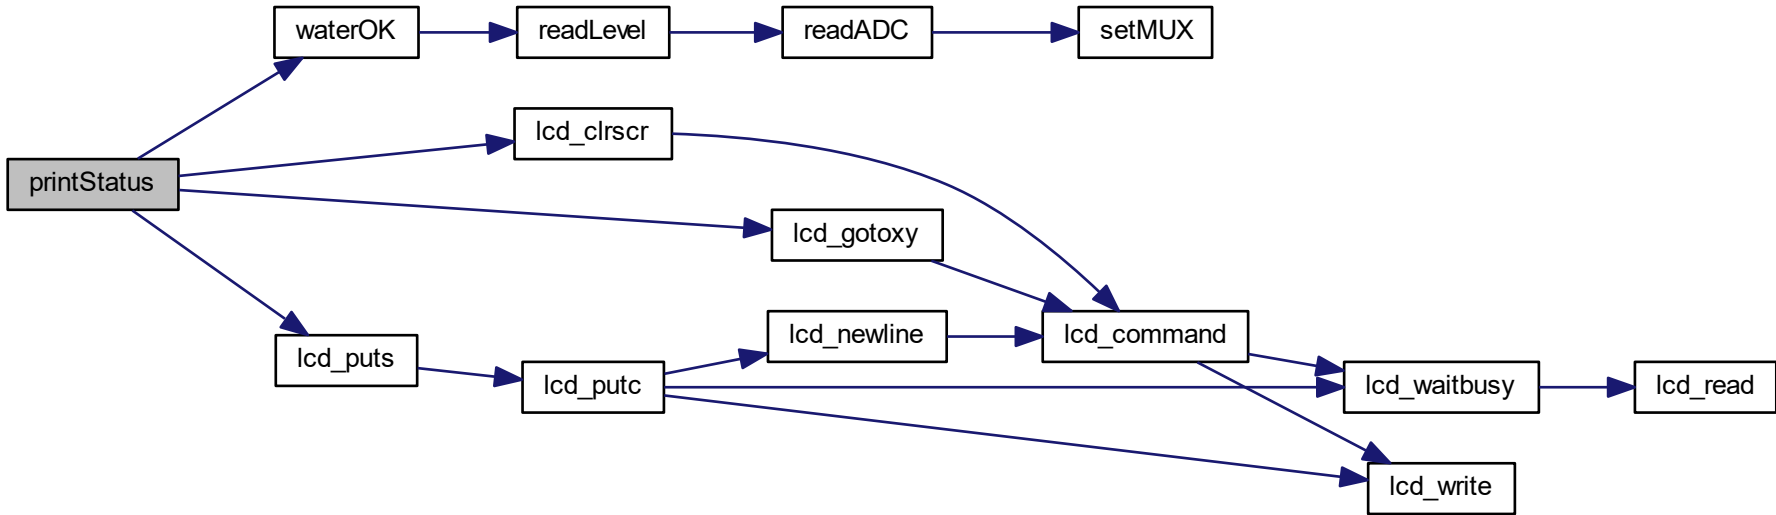 waterOK
readLevel
readADC
setMUX
lcd_clrscr
printStatus
lcd_gotoxy
lcd_newline
lcd_command
lcd_puts
lcd_putc
lcd_waitbusy
lcd_read
lcd_write